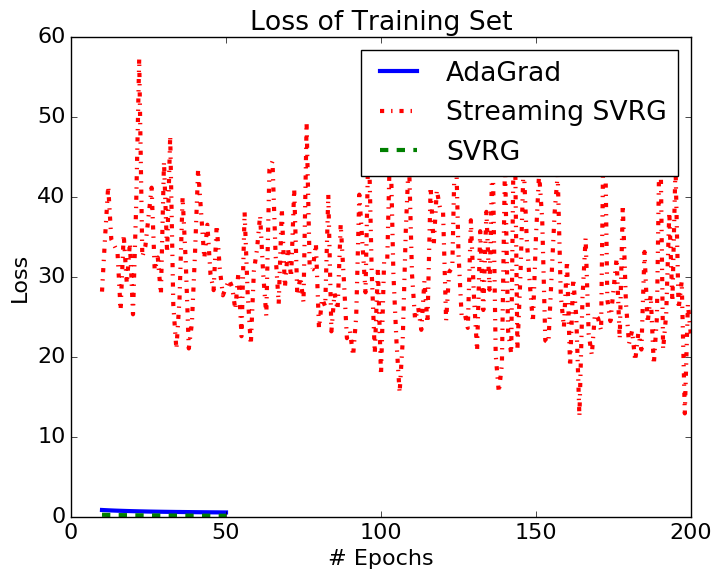 Loss of Training Set
AdaGrad
Streaming SVRG
SVRG
Loss
60
50
40
30
20
10
0
0 50 100 150 200
# Epochs